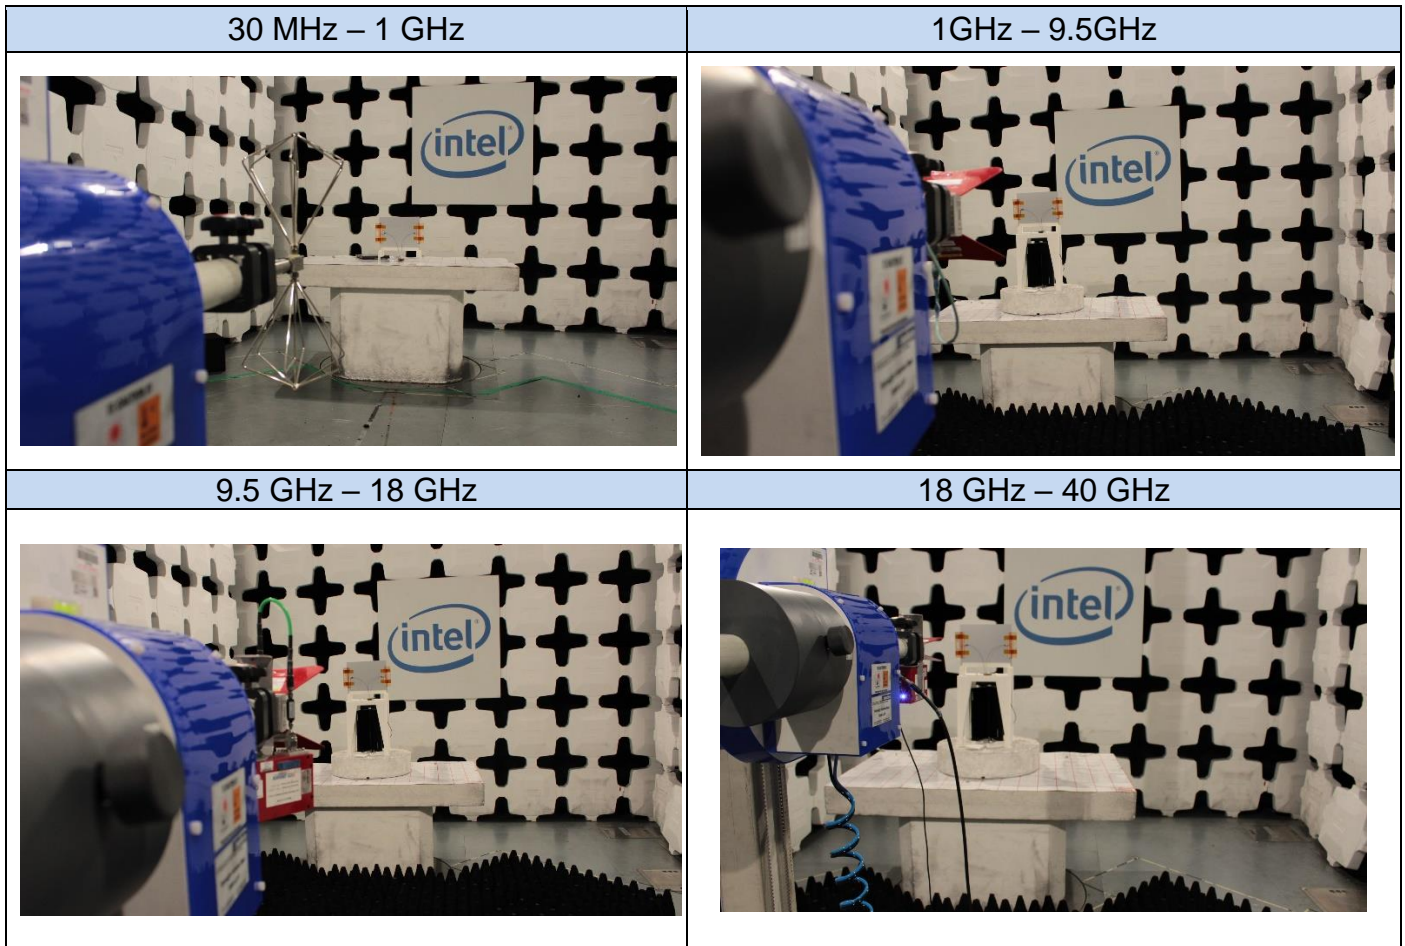 30 MHz – 1 GHz
1GHz – 9.5GHz
intel
intel
9.5 GHz – 18 GHz
18 GHz – 40 GHz
intel
intel